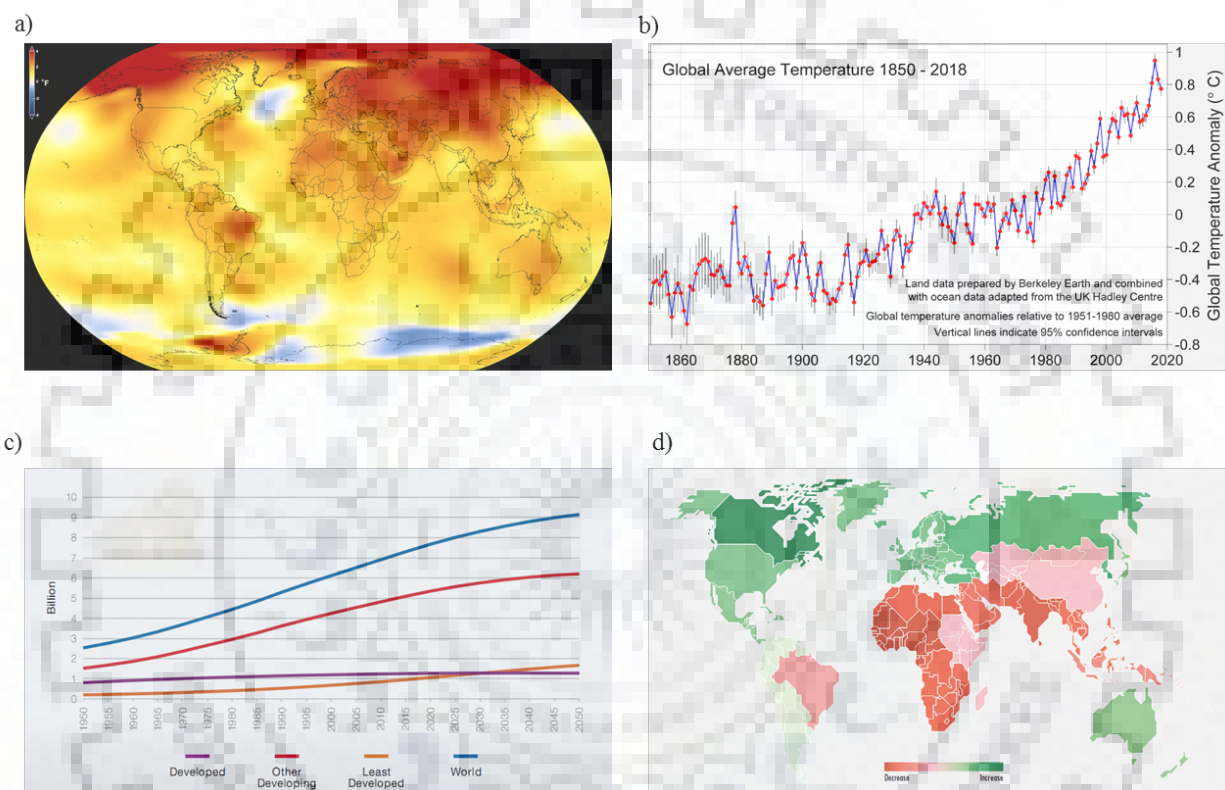 a)
°F
b)
Global Average Temperature 1850 - 2018
1
0.8
0.6
0.4
0.2
0
-0.2
-0.4
-0.6
-0.8
Global Temperature Anomaly (° C)
Land data prepared by Berkeley Earth and combined
with ocean data adapted from the UK Hadley Centre
Global temperature anomalies relative to 1951-1980 average
Vertical lines indicate 95% confidence intervals
1860 1880 1900 1920 1940 1960 1980 2000 2020
c)
10
9
8
7
6
5
4
3
2
1
0
Billion
1950 1955 1960 1965 1970 1975 1980 1985 1990 1995 2000 2005 2010 2015 2020 2025 2030 2035 2040 2045 2050
Developed
Other
Developing
Least
Developed
World
d)
Decrease Increase